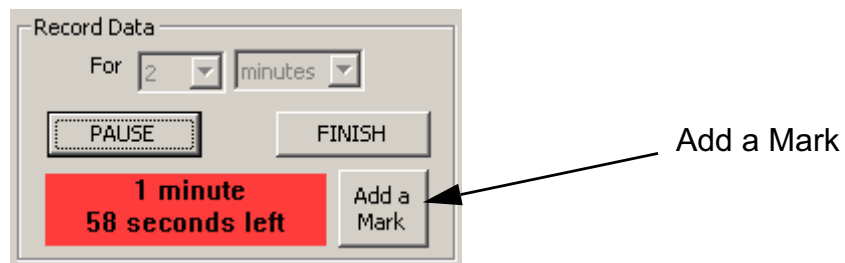 Record Data
For 2 minutes
PAUSE FINISH
1 minute
58 seconds left
Add a
Mark
Add a Mark